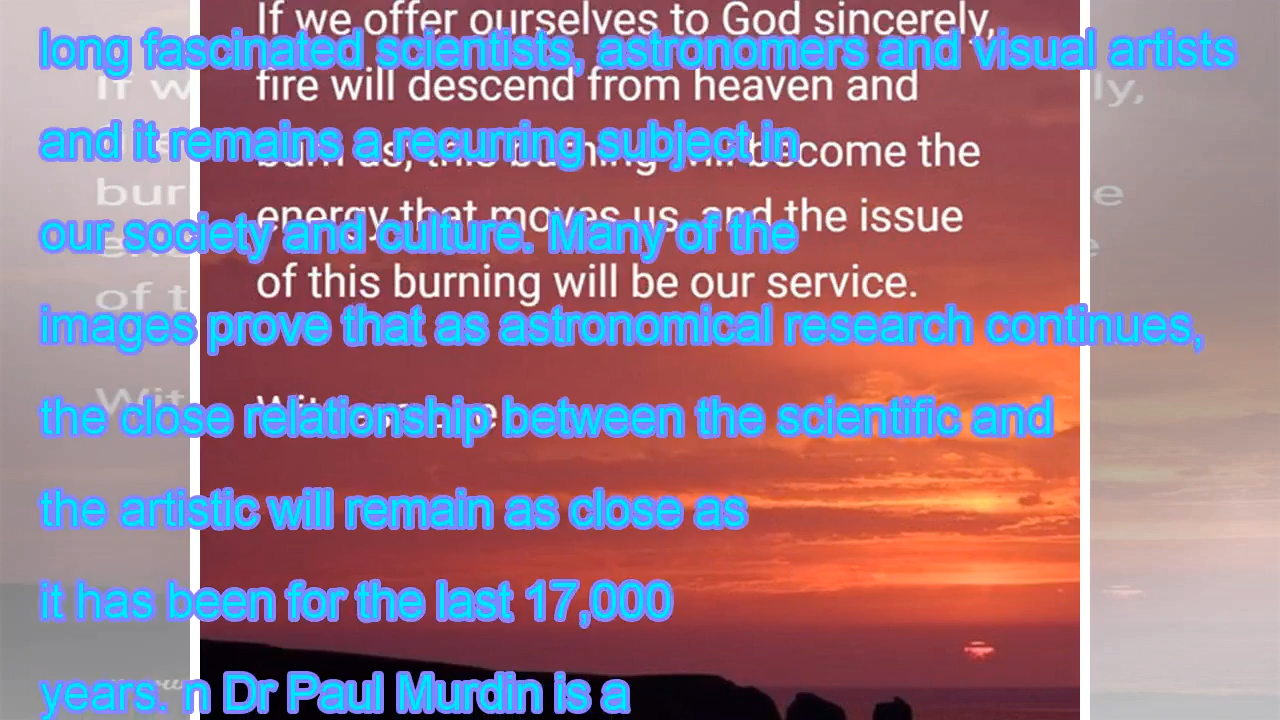 If we offer ourselves to God sincerely,
long fascinated scientists, astronomers and visual artists
fire will descend from heaven and
and it remains a recurring subject in
burn us, this burning will become the
our society and culture. Many of the
energy that moves us, and the issue
of this burning will be our service.
images prove that as astronomical research continues,
the close relationship between the scientific and
the artistic will remain as close as
it has been for the last 17,000
years. n Dr Paul Murdin is a